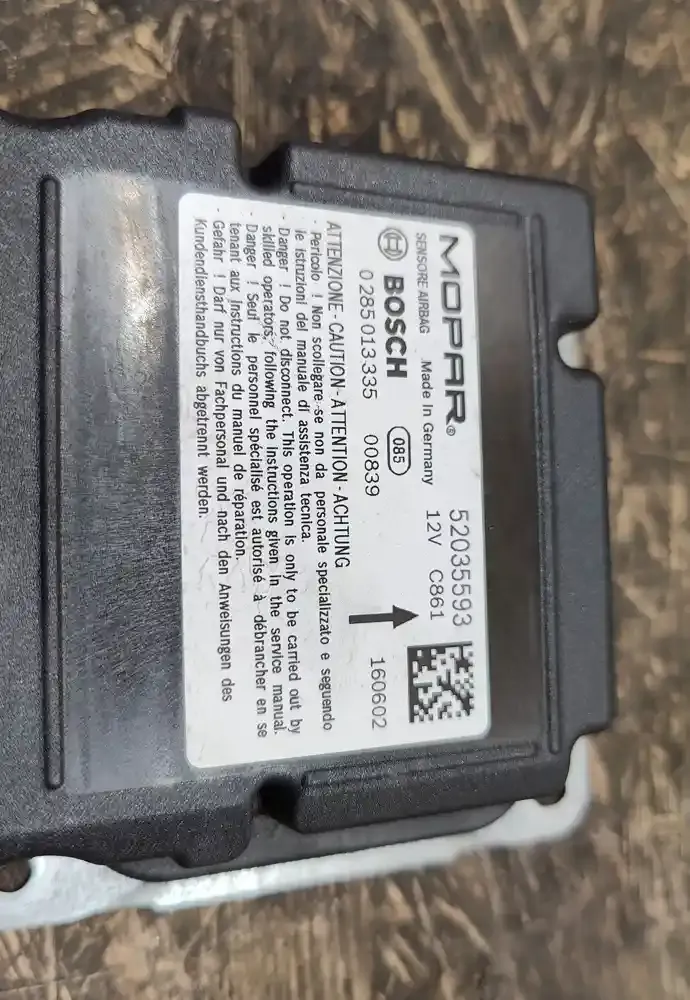 MOPAR® 52035593
SENSORE AIRBAG Made In Germany 12V C861
BOSCH 085
0 285 013 335 00839 160602
ATTENZIONE - CAUTION - ATTENTION - ACHTUNG
- Pericolo ! Non scollegare se non da personale specializzato e seguendo
le istruzioni del manuale di assistenza tecnica.
- Danger ! Do not disconnect. This operation is only to be carried out by
skilled operators, following the instructions given in the service manual.
- Danger ! Seul le personnel spécialisé est autorisé à débrancher en se
tenant aux instructions du manuel de réparation.
- Gefahr ! Darf nur von Fachpersonal und nach den Anweisungen des
Kundendiensthandbuchs abgetrennt werden.